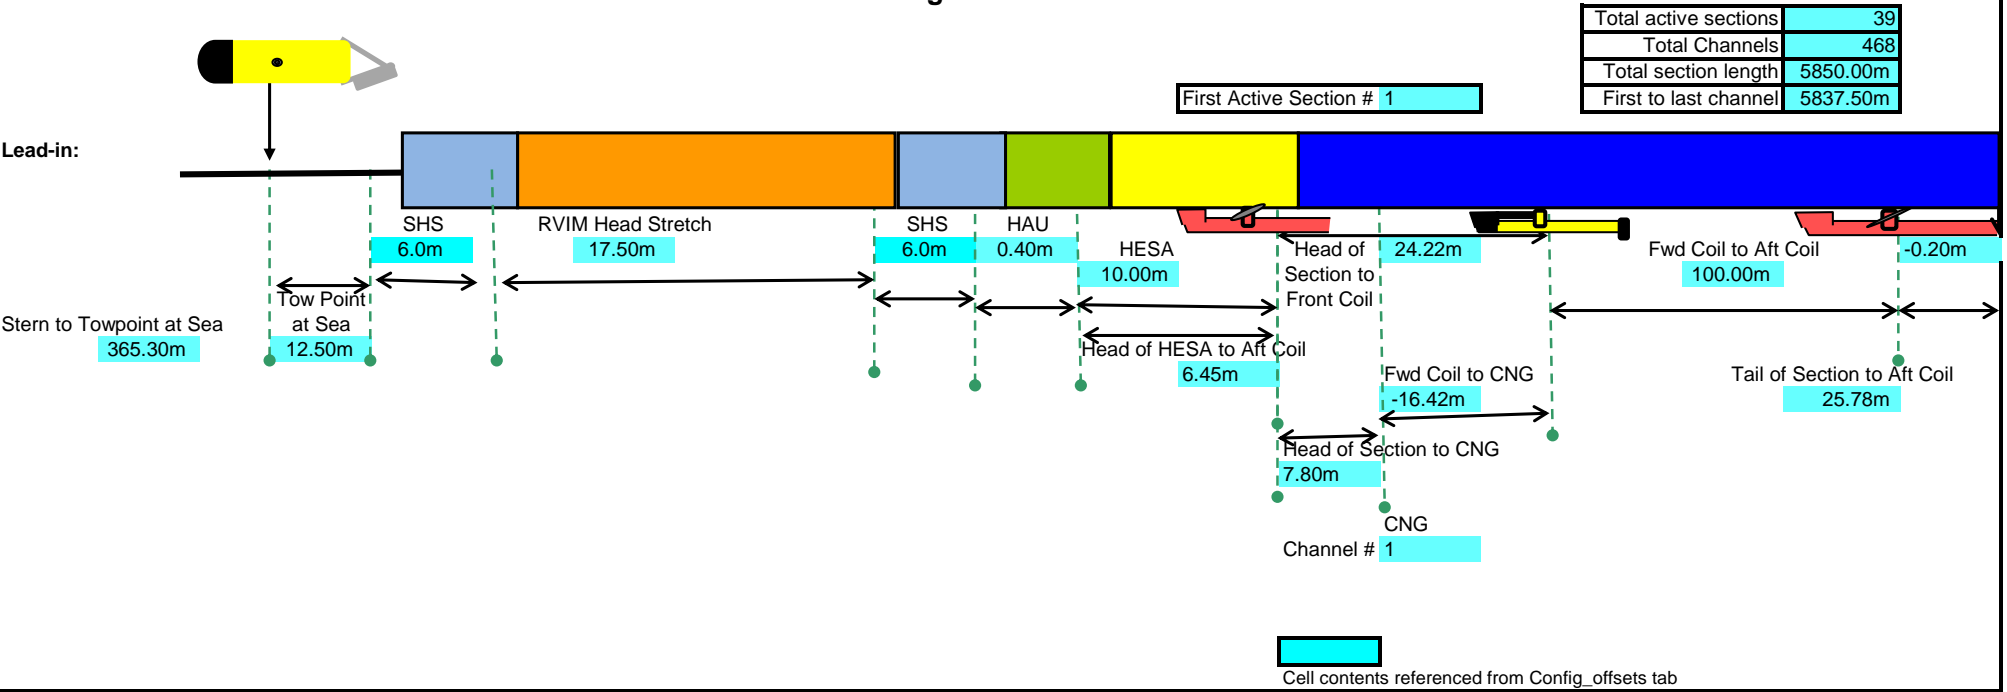 Total active sections 39
Total Channels 468
Total section length 5850.00m
First to last channel 5837.50m
First Active Section # 1
Lead-in:
SHS
6.0m
RVIM Head Stretch
17.50m
SHS
6.0m
HAU
0.40m
HESA
10.00m
Head of
Section to
Front Coil
24.22m
Fwd Coil to Aft Coil
100.00m
-0.20m
Stern to Towpoint at Sea
365.30m
Tow Point
at Sea
12.50m
Head of HESA to Aft Coil
6.45m
Fwd Coil to CNG
-16.42m
Tail of Section to Aft Coil
25.78m
Head of Section to CNG
7.80m
CNG
Channel # 1
Cell contents referenced from Config_offsets tab